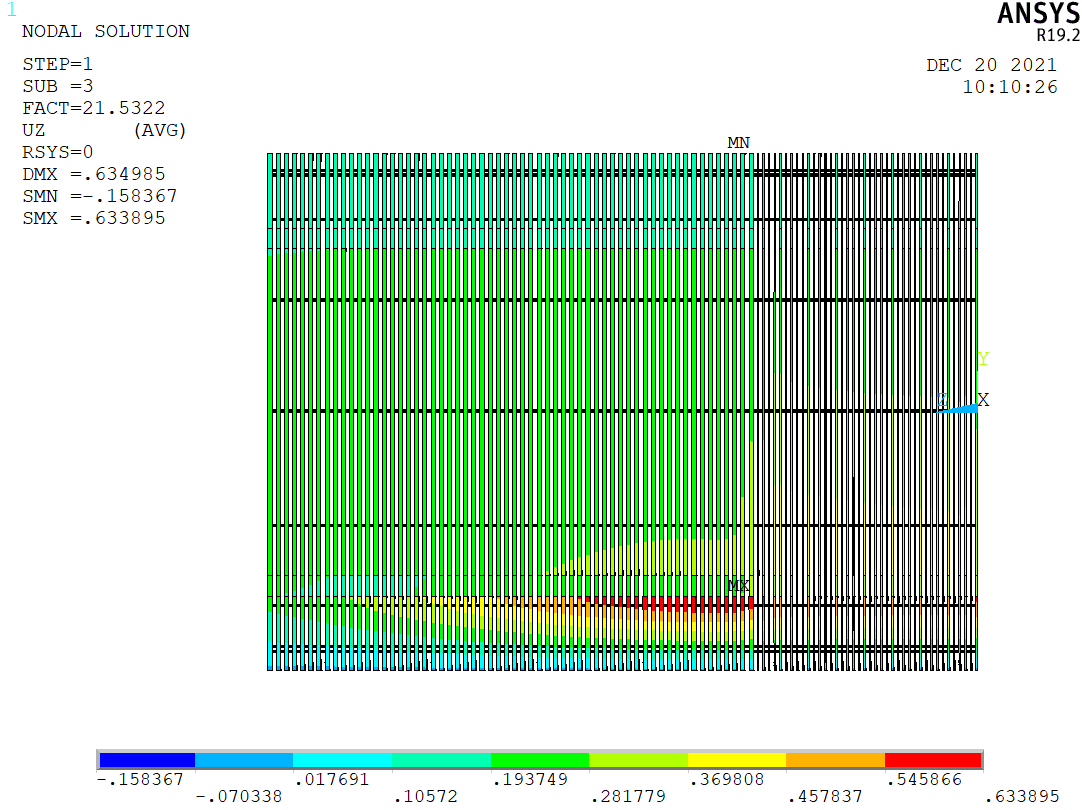 1
NODAL SOLUTION
STEP=1
SUB =3
FACT=21.5322
UZ (AVG)
RSYS=0
DMX =.634985
SMN =-.158367
SMX =.633895
ANSYS
R19.2
DEC 20 2021
10:10:26
MN
Y
Z X
MX
-.158367 .017691 .193749 .369808 .545866
-.070338 .10572 .281779 .457837 .633895